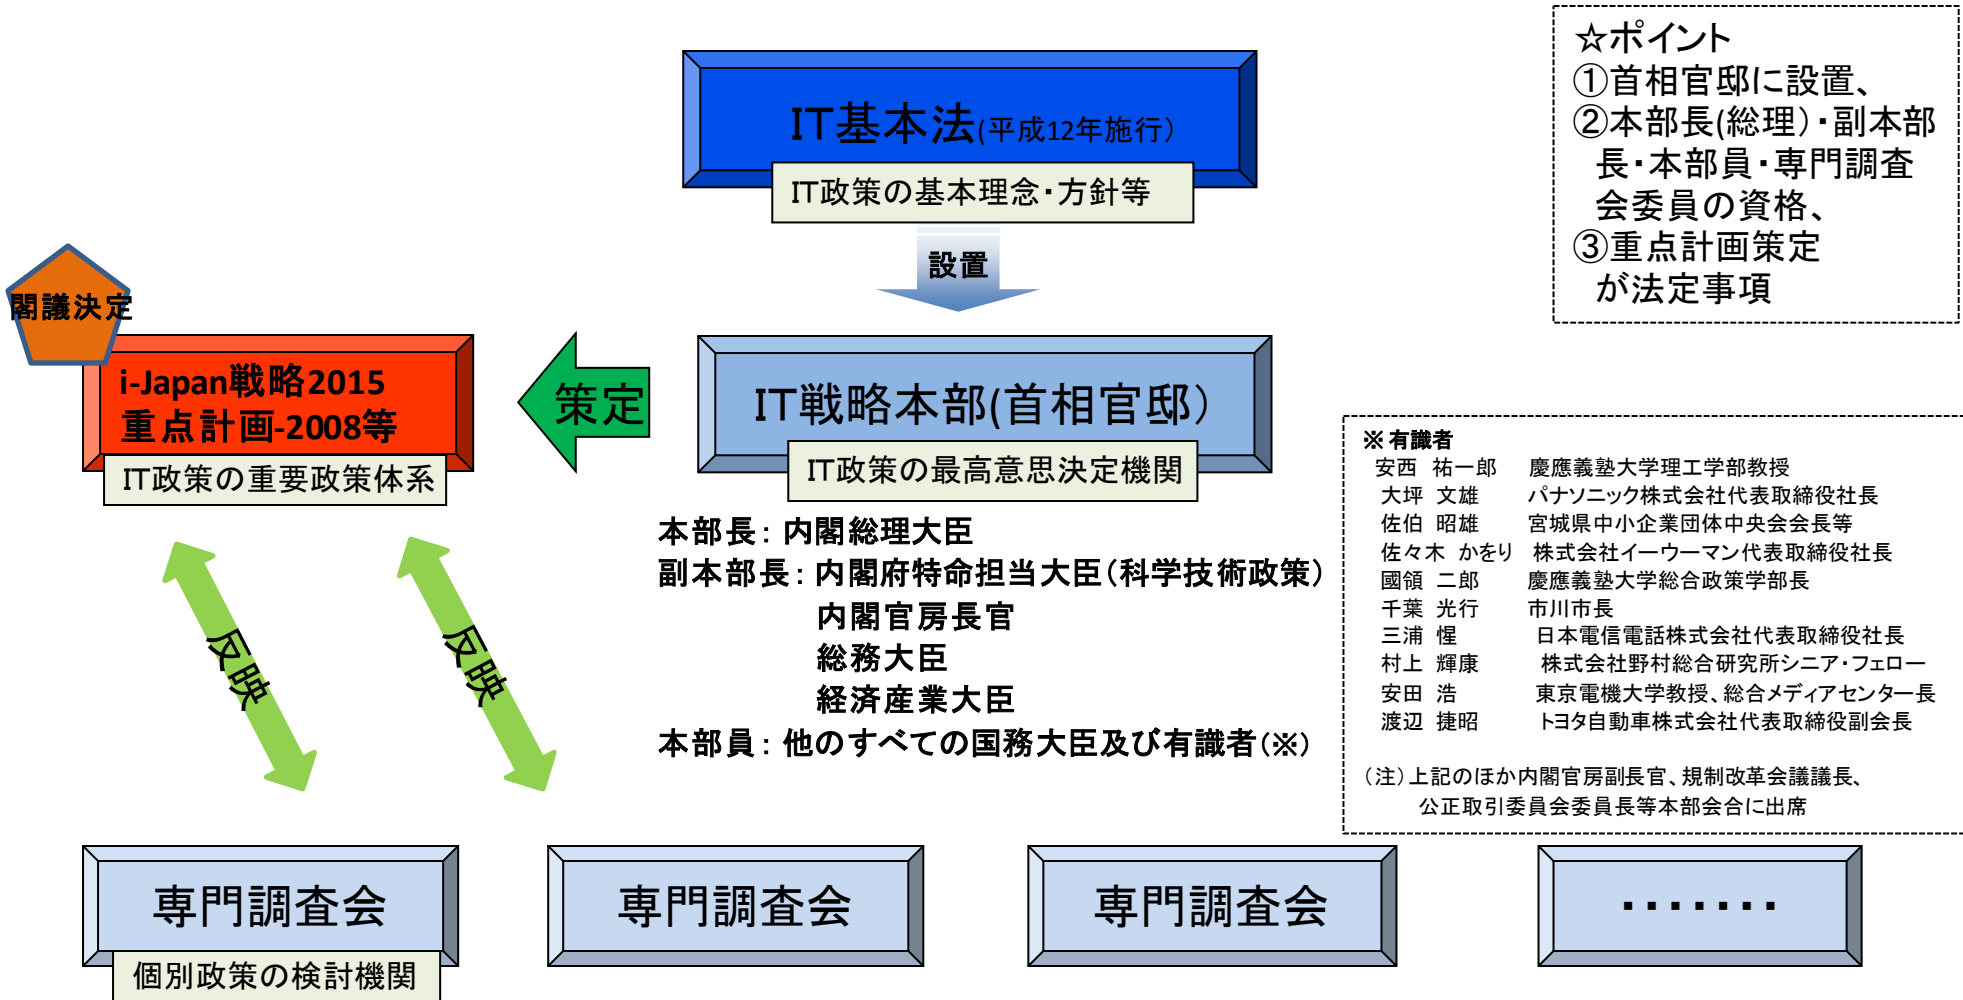 ☆ポイント
①首相官邸に設置、
②本部長(総理)・副本部
長・本部員・専門調査
会委員の資格、
③重点計画策定
が法定事項
IT基本法(平成12年施行)
IT政策の基本理念・方針等
設置
閣議決定
i-Japan戦略2015
重点計画-2008等
IT政策の重要政策体系
策定
IT戦略本部(首相官邸)
IT政策の最高意思決定機関
本部長：内閣総理大臣
副本部長：内閣府特命担当大臣(科学技術政策)
内閣官房長官
総務大臣
経済産業大臣
本部員：他のすべての国務大臣及び有識者(※)
※有識者
安西 祐一郎 慶應義塾大学理工学部教授
大坪 文雄 パナソニック株式会社代表取締役社長
佐伯 昭雄 宮城県中小企業団体中央会会長等
佐々木 かをり 株式会社イーウーマン代表取締役社長
國領 二郎 慶應義塾大学総合政策学部長
千葉 光行 市川市長
三浦 惺 日本電信電話株式会社代表取締役社長
村上 輝康 株式会社野村総合研究所シニア・フェロー
安田 浩 東京電機大学教授、総合メディアセンター長
渡辺 捷昭 トヨタ自動車株式会社代表取締役副会長
(注)上記のほか内閣官房副長官、規制改革会議議長、
公正取引委員会委員長等本部会合に出席
反映
反映
専門調査会
個別政策の検討機関
専門調査会
専門調査会
・・・・・・・